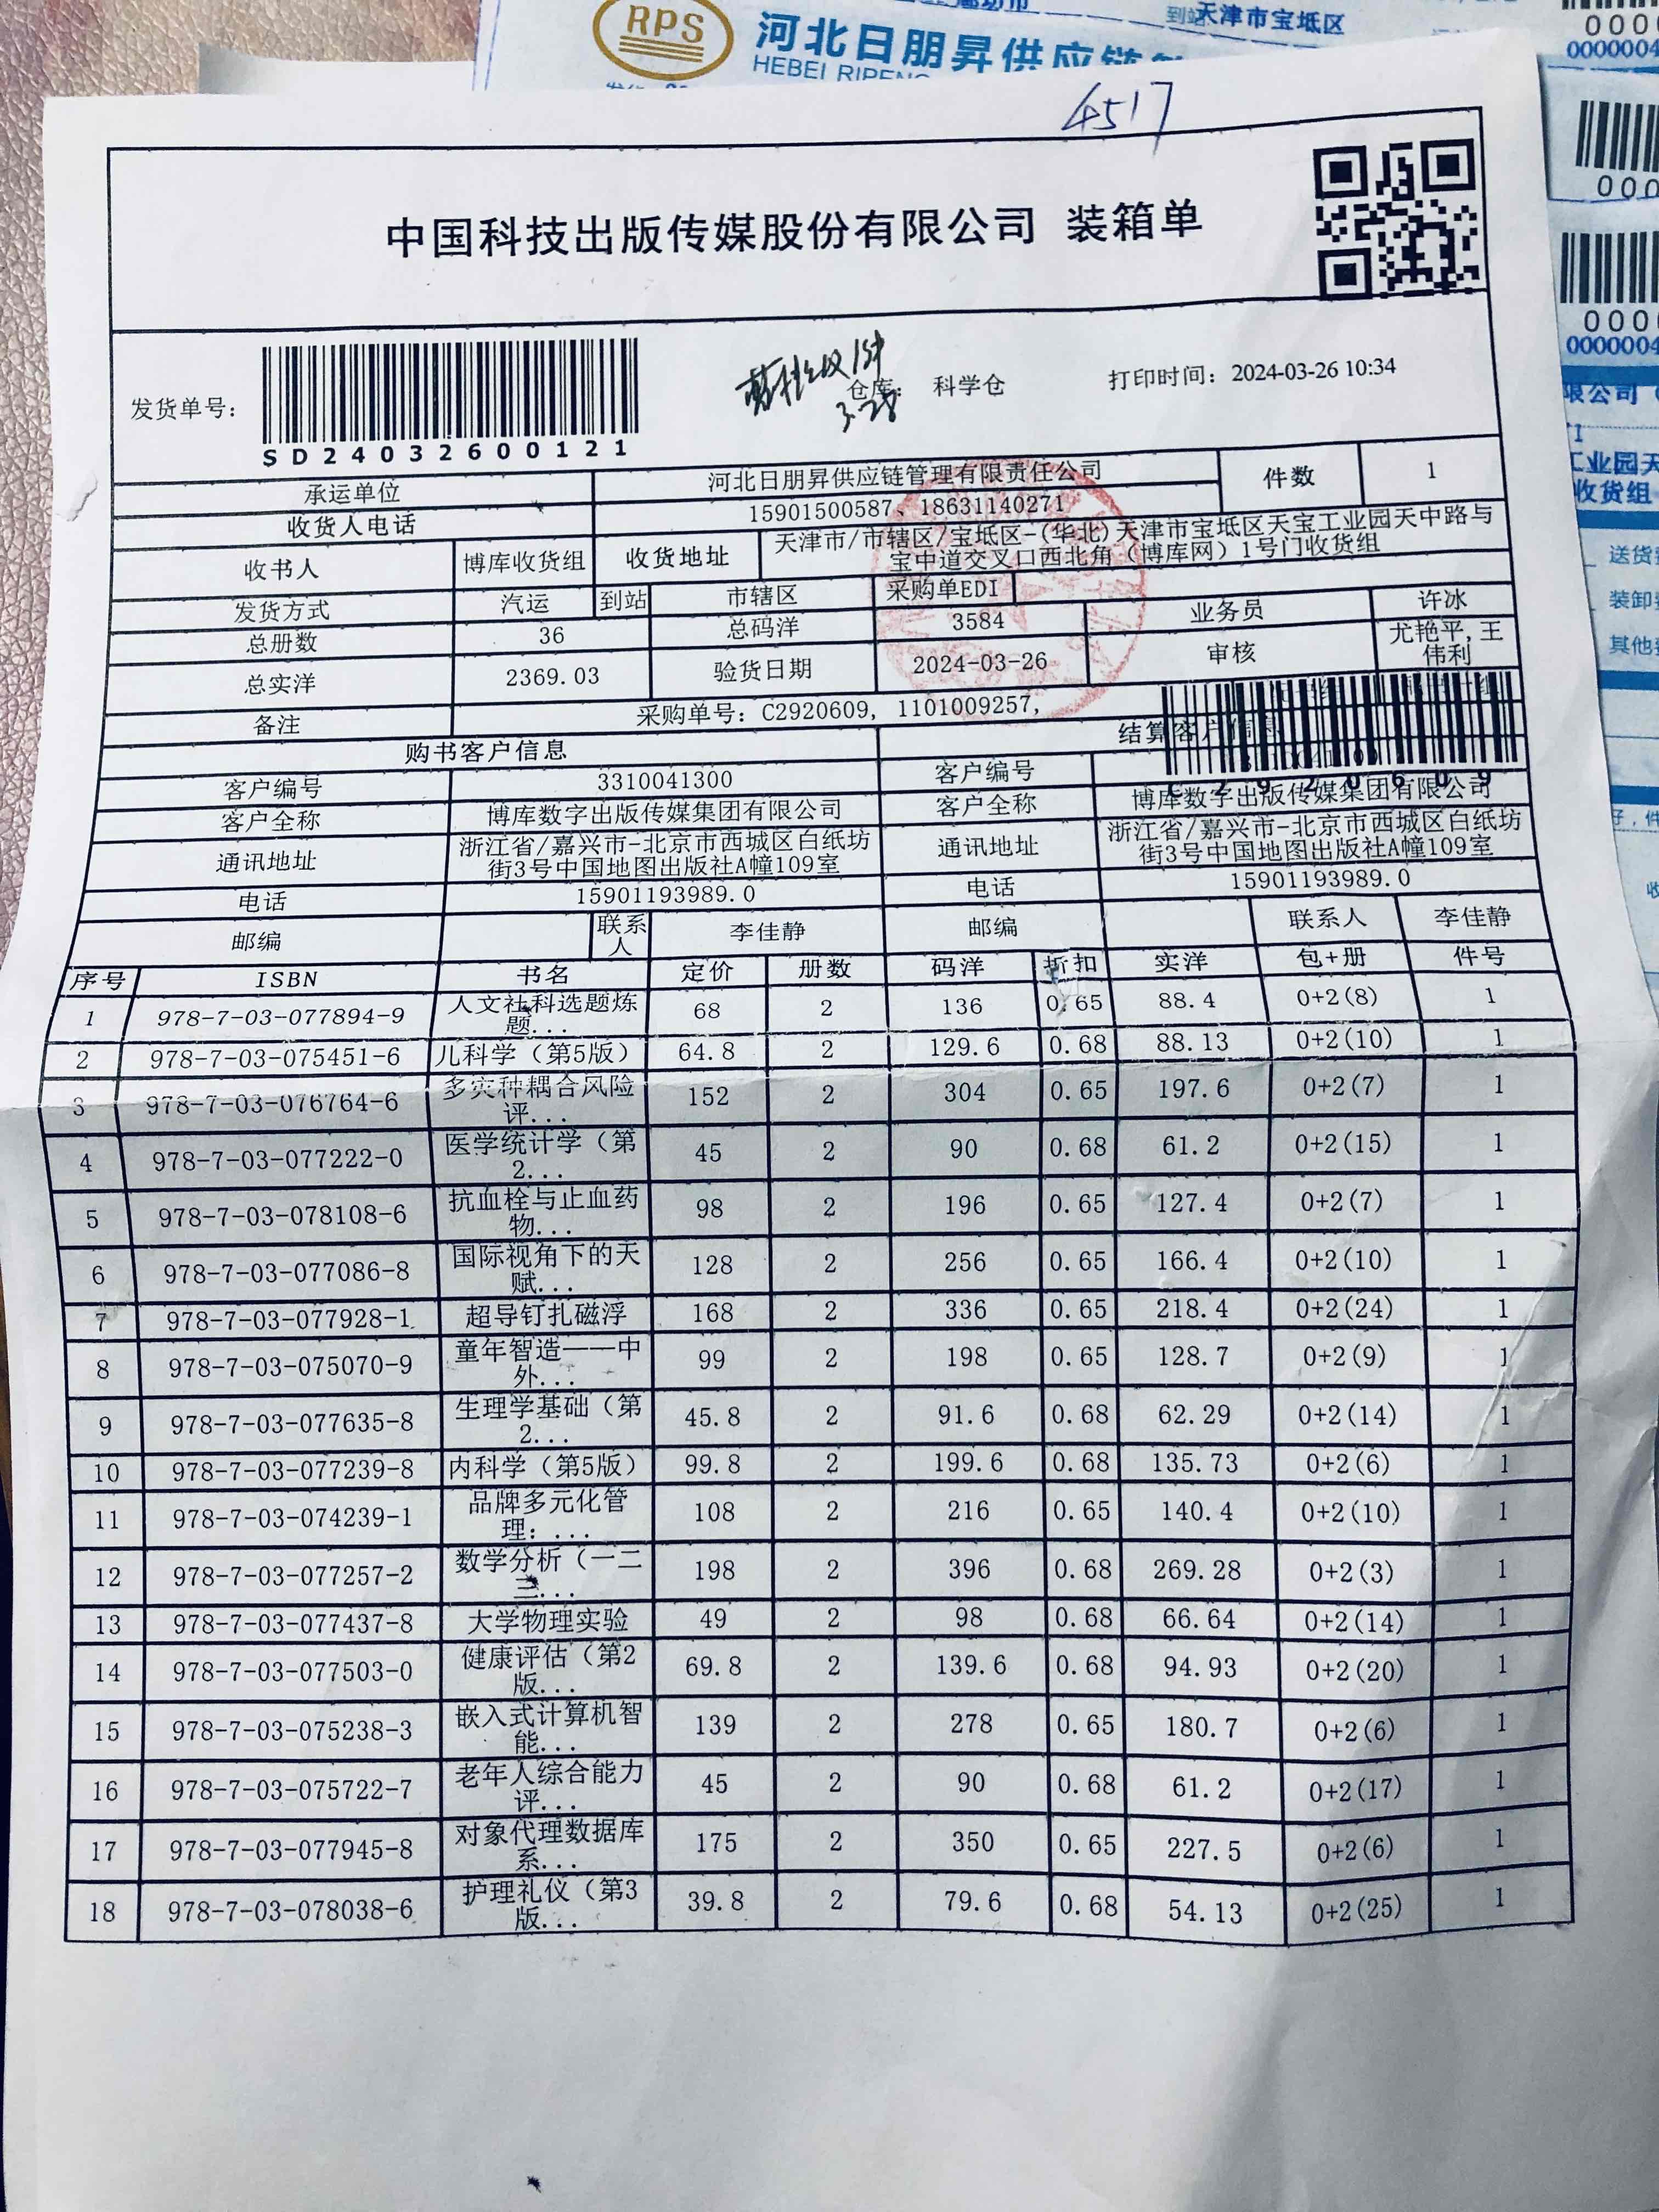 RPS
河北日朋昇供应链
HEBEI RIPENG
到站天津市宝坻区
4517
中国科技出版传媒股份有限公司 装箱单
发货单号：
SD24032600121
3.28
仓库： 科学仓
打印时间：2024-03-26 10:34
承运单位 河北日朋昇供应链管理有限责任公司 件数 1
收货人电话 15901500587、18631140271
收书人 博库收货组 收货地址 天津市/市辖区/宝坻区-(华北)天津市宝坻区天宝工业园天中路与
宝中道交叉口西北角（博库网）1号门收货组
发货方式 汽运 到站 市辖区 采购单EDI
总册数 36 总码洋 3584 业务员 许冰
总实洋 2369.03 验货日期 2024-03-26 审核 尤艳平,王
伟利
备注 采购单号：C2920609, 1101009257,
C2920609
购书客户信息 结算客户信息
客户编号 3310041300 客户编号
客户全称 博库数字出版传媒集团有限公司 客户全称 博库数字出版传媒集团有限公司
通讯地址 浙江省/嘉兴市-北京市西城区白纸坊 通讯地址 浙江省/嘉兴市-北京市西城区白纸坊
街3号中国地图出版社A幢109室 街3号中国地图出版社A幢109室
电话 15901193989.0 电话 15901193989.0
邮编 联系
人 李佳静 邮编 联系人 李佳静
序号 ISBN 书名 定价 册数 码洋 折扣 实洋 包+册 件号
1 978-7-03-077894-9 人文社科选题炼
题... 68 2 136 0.65 88.4 0+2(8) 1
2 978-7-03-075451-6 儿科学（第5版） 64.8 2 129.6 0.68 88.13 0+2(10) 1
3 978-7-03-076764-6 多灾种耦合风险
评... 152 2 304 0.65 197.6 0+2(7) 1
4 978-7-03-077222-0 医学统计学（第
2... 45 2 90 0.68 61.2 0+2(15) 1
5 978-7-03-078108-6 抗血栓与止血药
物... 98 2 196 0.65 127.4 0+2(7) 1
6 978-7-03-077086-8 国际视角下的天
赋... 128 2 256 0.65 166.4 0+2(10) 1
7 978-7-03-077928-1 超导钉扎磁浮 168 2 336 0.65 218.4 0+2(24) 1
8 978-7-03-075070-9 童年智造——中
外... 99 2 198 0.65 128.7 0+2(9) 1
9 978-7-03-077635-8 生理学基础（第
2... 45.8 2 91.6 0.68 62.29 0+2(14) 1
10 978-7-03-077239-8 内科学（第5版） 99.8 2 199.6 0.68 135.73 0+2(6) 1
11 978-7-03-074239-1 品牌多元化管
理：... 108 2 216 0.65 140.4 0+2(10) 1
12 978-7-03-077257-2 数学分析（一二
三... 198 2 396 0.68 269.28 0+2(3) 1
13 978-7-03-077437-8 大学物理实验 49 2 98 0.68 66.64 0+2(14) 1
14 978-7-03-077503-0 健康评估（第2
版... 69.8 2 139.6 0.68 94.93 0+2(20) 1
15 978-7-03-075238-3 嵌入式计算机智
能... 139 2 278 0.65 180.7 0+2(6) 1
16 978-7-03-075722-7 老年人综合能力
评... 45 2 90 0.68 61.2 0+2(17) 1
17 978-7-03-077945-8 对象代理数据库
系... 175 2 350 0.65 227.5 0+2(6) 1
18 978-7-03-078038-6 护理礼仪（第3
版... 39.8 2 79.6 0.68 54.13 0+2(25) 1
限公司
工业园天
收货组
送货
装卸
其他